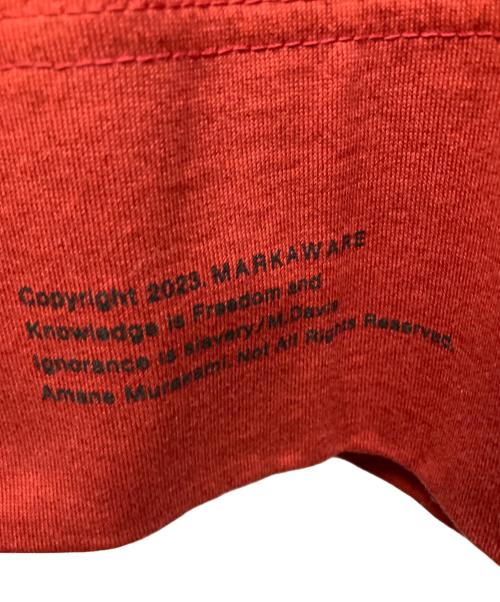 Copyright 2023. MARKAWARE
Knowledge is Freedom and
Ignorance is slavery/M.Davis
Amane Murakami. Not All Rights Reserved.